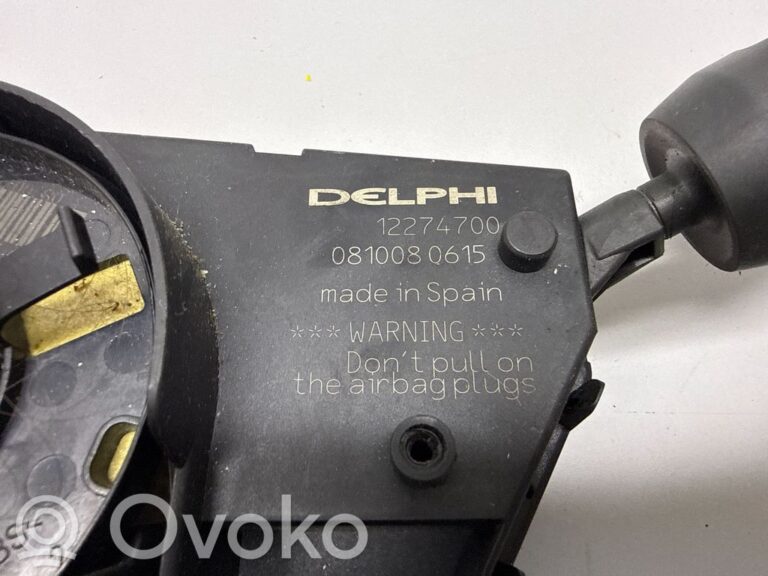 DELPHI
12274700
081008 0615
made in Spain
*** WARNING ***
Don't pull on
the airbag plugs
R Ovoko